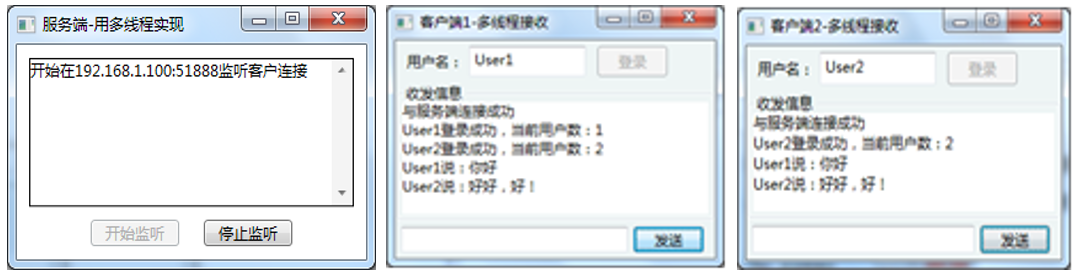 服务端-用多线程实现
开始在192.168.1.100:51888监听客户连接
开始监听
停止监听
客户端1-多线程接收
用户名：
User1
登录
收发信息
与服务端连接成功
User1登录成功，当前用户数：1
User2登录成功，当前用户数：2
User1说：你好
User2说：好好，好！
发送
客户端2-多线程接收
用户名：
User2
登录
收发信息
与服务端连接成功
User2登录成功，当前用户数：2
User1说：你好
User2说：好好，好！
发送